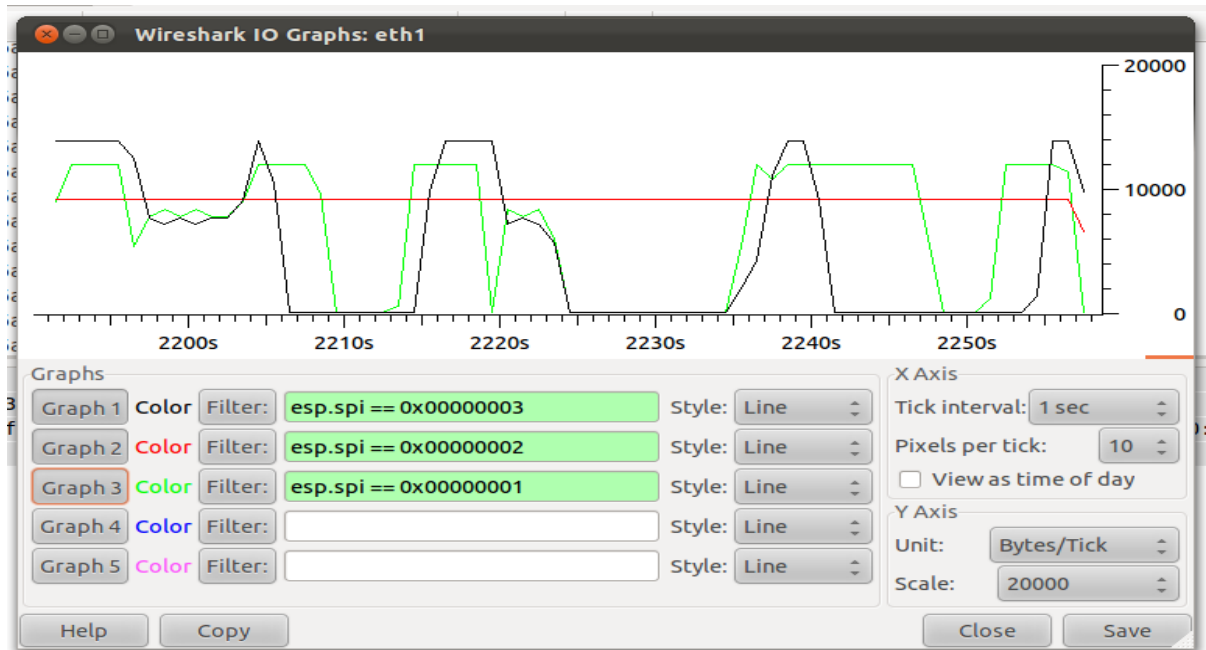 Wireshark IO Graphs: eth1
20000
10000
0
2200s 2210s 2220s 2230s 2240s 2250s
Graphs
Graph 1 Color Filter: esp.spi == 0x00000003 Style: Line
Graph 2 Color Filter: esp.spi == 0x00000002 Style: Line
Graph 3 Color Filter: esp.spi == 0x00000001 Style: Line
Graph 4 Color Filter: Style: Line
Graph 5 Color Filter: Style: Line
X Axis
Tick interval: 1 sec
Pixels per tick: 10
View as time of day
Y Axis
Unit: Bytes/Tick
Scale: 20000
Help Copy Close Save